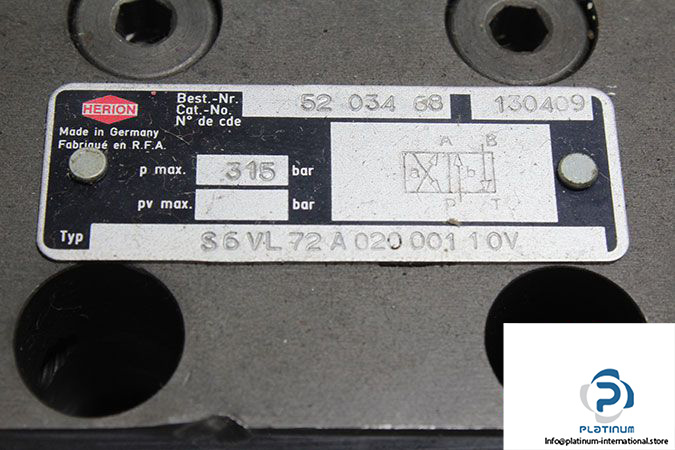 HERION
Made in Germany
Fabriqué en R.F.A.
Best.-Nr.
Cat.-No.
N° de cde
52 034 68 130409
p max. 315 bar
pv max. bar
A B
a b
P T
Typ S6 VL 72 A 020 001 1 0V
PLATINUM
Info@platinum-international.store